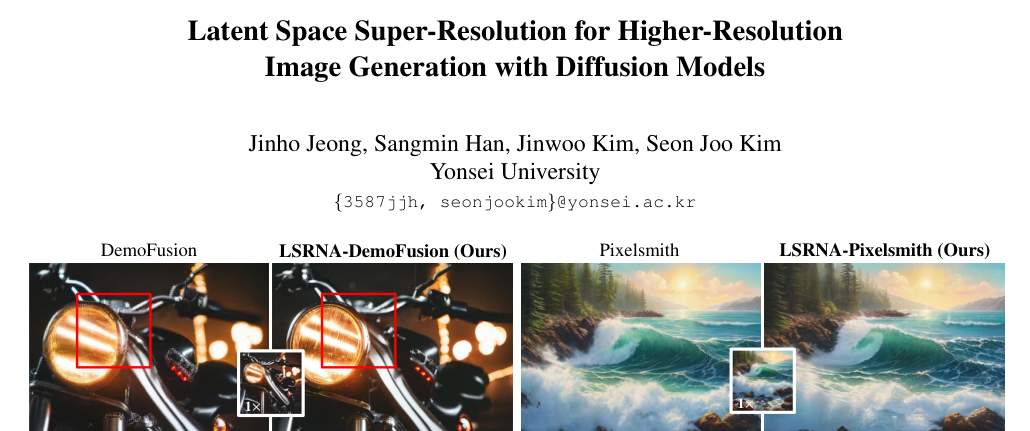 Latent Space Super-Resolution for Higher-Resolution
Image Generation with Diffusion Models
Jinho Jeong, Sangmin Han, Jinwoo Kim, Seon Joo Kim
Yonsei University
{3587jjh, seonjookim}@yonsei.ac.kr
DemoFusion LSRNA-DemoFusion (Ours) Pixelsmith LSRNA-Pixelsmith (Ours)
1× 1×